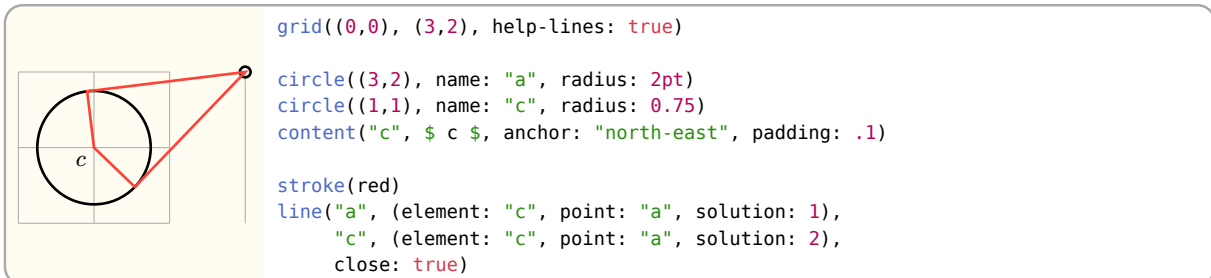 grid((0,0), (3,2), help-lines: true)
circle((3,2), name: "a", radius: 2pt)
circle((1,1), name: "c", radius: 0.75)
content("c", $ c $, anchor: "north-east", padding: .1)
c
stroke(red)
line("a", (element: "c", point: "a", solution: 1),
"c", (element: "c", point: "a", solution: 2),
close: true)